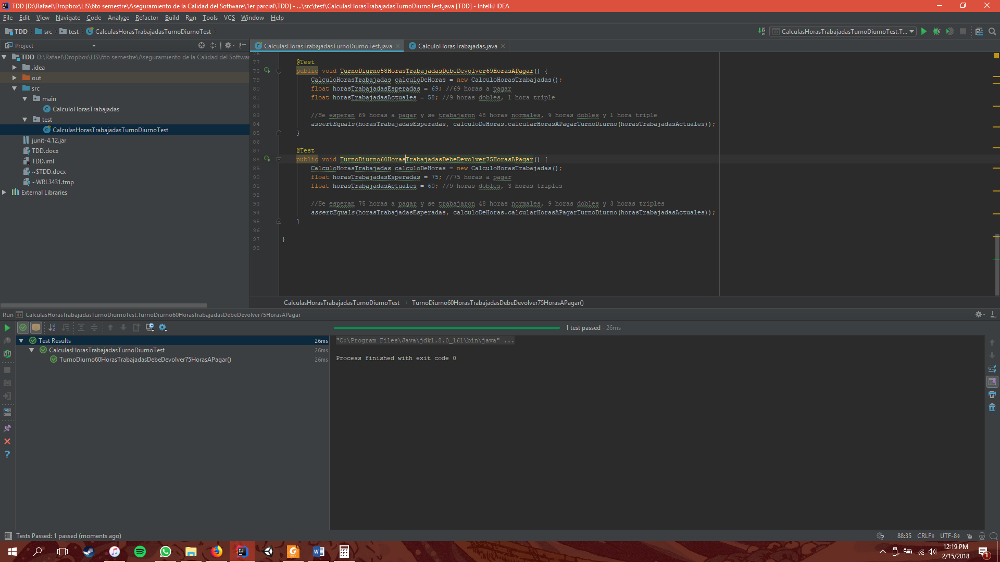 TDD [D:\Rafael\Dropbox\LIS\6to semestre\Aseguramiento de la Calidad del Software\1er parcial\TDD] - ...\src\test\CalculasHorasTrabajadasTurnoDiurnoTest.java [TDD] - IntelliJ IDEA
File Edit View Navigate Code Analyze Refactor Build Run Tools VCS Window Help
TDD src test CalculasHorasTrabajadasTurnoDiurnoTest
CalculasHorasTrabajadasTurnoDiurnoTest.T...
Project
CalculasHorasTrabajadasTurnoDiurnoTest.java
CalculoHorasTrabajadas.java
TDD D:\Rafael\Dropbox\LIS\6to semestre\Aseguramiento de la Calidad del Softwar
.idea
out
src
main
CalculoHorasTrabajadas
test
CalculasHorasTrabajadasTurnoDiurnoTest
junit-4.12.jar
TDD.docx
TDD.iml
~$TDD.docx
~WRL3431.tmp
External Libraries
76
77 @Test
78 public void TurnoDiurno58HorasTrabajadasDebeDevolver69HorasAPagar() {
79 CalculoHorasTrabajadas calculoDeHoras = new CalculoHorasTrabajadas();
80 float horasTrabajadasEsperadas = 69; //69 horas a pagar
81 float horasTrabajadasActuales = 58; //9 horas dobles, 1 hora triple
82
83 //Se esperan 69 horas a pagar y se trabajaron 48 horas normales, 9 horas dobles y 1 hora triple
84 assertEquals(horasTrabajadasEsperadas, calculoDeHoras.calcularHorasAPagarTurnoDiurno(horasTrabajadasActuales));
85 }
86
87 @Test
88 public void TurnoDiurno60HorasTrabajadasDebeDevolver75HorasAPagar() {
89 CalculoHorasTrabajadas calculoDeHoras = new CalculoHorasTrabajadas();
90 float horasTrabajadasEsperadas = 75; //75 horas a pagar
91 float horasTrabajadasActuales = 60; //9 horas dobles, 3 horas triples
92
93 //Se esperan 75 horas a pagar y se trabajaron 48 horas normales, 9 horas dobles y 3 horas triples
94 assertEquals(horasTrabajadasEsperadas, calculoDeHoras.calcularHorasAPagarTurnoDiurno(horasTrabajadasActuales));
95 }
96
97 }
98
CalculasHorasTrabajadasTurnoDiurnoTest TurnoDiurno60HorasTrabajadasDebeDevolver75HorasAPagar()
Run CalculasHorasTrabajadasTurnoDiurnoTest.TurnoDiurno60HorasTrabajadasDebeDevolver75HorasAPagar
1 test passed - 26ms
Test Results 26ms
CalculasHorasTrabajadasTurnoDiurnoTest 26ms
TurnoDiurno60HorasTrabajadasDebeDevolver75HorasAPagar() 26ms
"C:\Program Files\Java\jdk1.8.0_161\bin\java" ...
Process finished with exit code 0
Tests Passed: 1 passed (moments ago)
88:35 CRLF UTF-8
12:19 PM
2/15/2018
1